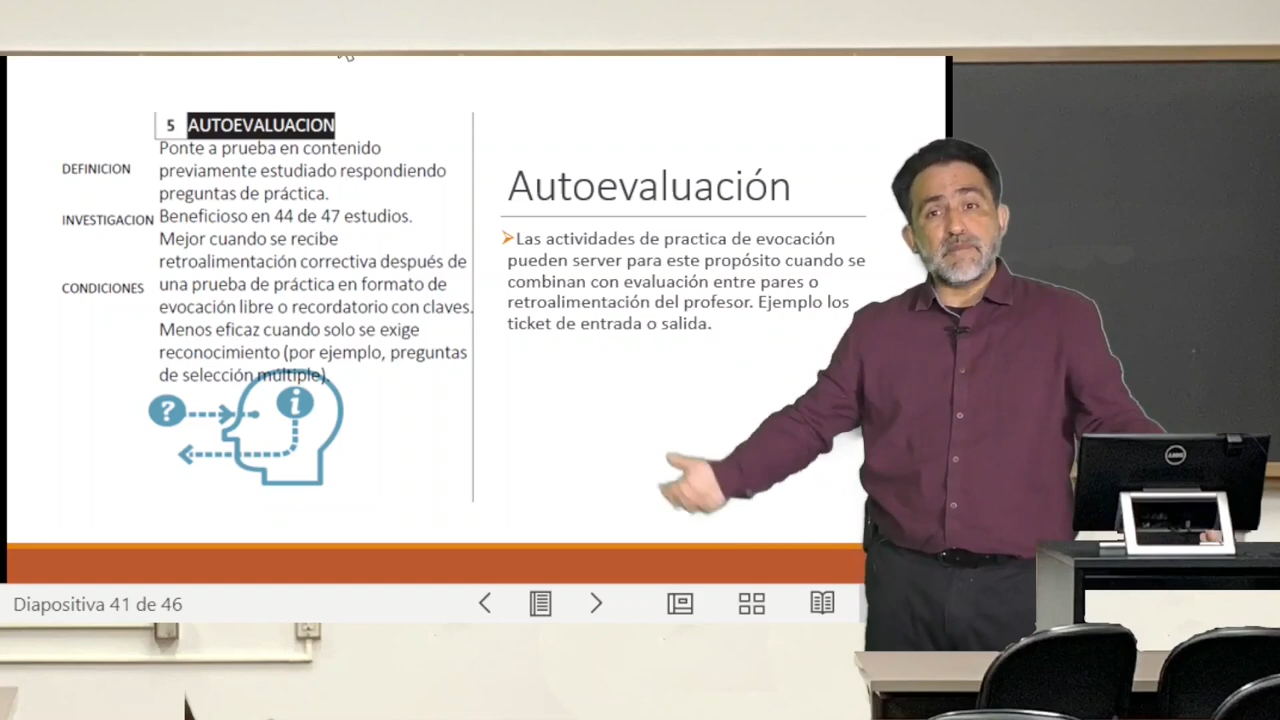 5 AUTOEVALUACION
DEFINICION
Ponte a prueba en contenido
previamente estudiado respondiendo
preguntas de práctica.
INVESTIGACION
Beneficioso en 44 de 47 estudios.
CONDICIONES
Mejor cuando se recibe
retroalimentación correctiva después de
una prueba de práctica en formato de
evocación libre o recordatorio con claves.
Menos eficaz cuando solo se exige
reconocimiento (por ejemplo, preguntas
de selección múltiple).
?
i
Autoevaluación
Las actividades de practica de evocación
pueden server para este propósito cuando se
combinan con evaluación entre pares o
retroalimentación del profesor. Ejemplo los
ticket de entrada o salida.
Diapositiva 41 de 46